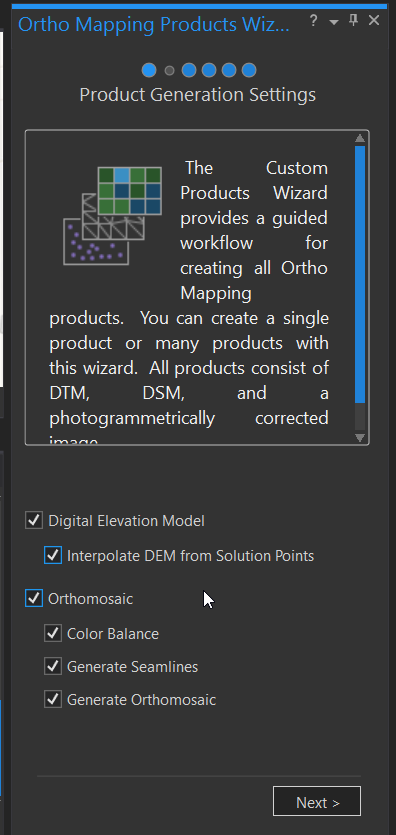 Ortho Mapping Products Wiz...
Product Generation Settings
The Custom
Products Wizard
provides a guided
workflow for
creating all Ortho
Mapping
products. You can create a single
product or many products with
this wizard. All products consist of
DTM, DSM, and a
photogrammetrically corrected
image
Digital Elevation Model
Interpolate DEM from Solution Points
Orthomosaic
Color Balance
Generate Seamlines
Generate Orthomosaic
Next >